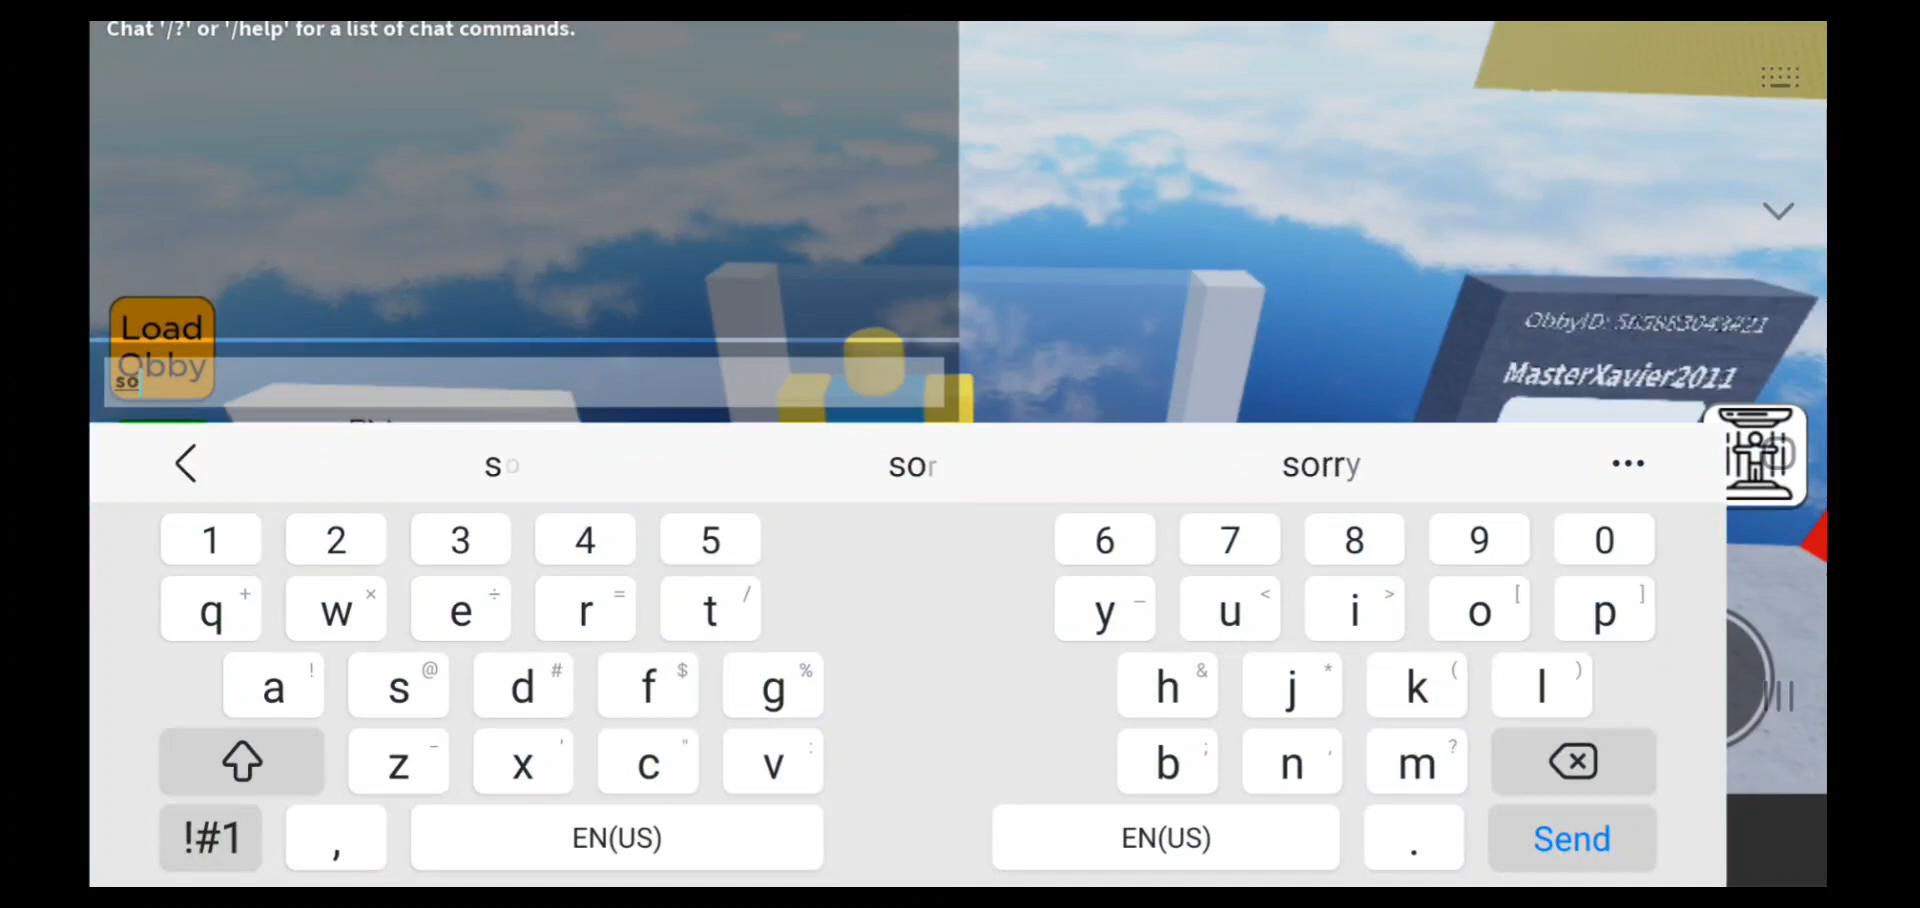 Chat '/?' or '/help' for a list of chat commands.
Load
Obby
so
MasterXavier2011
so sor sorry
1 2 3 4 5 6 7 8 9 0
q + w × e ÷ r = t / y _ u < i > o [ p ]
a ! s @ d # f $ g % h & j * k ( l )
z - x ' c " v : b ; n , m ?
!#1 , EN(US) EN(US) . Send